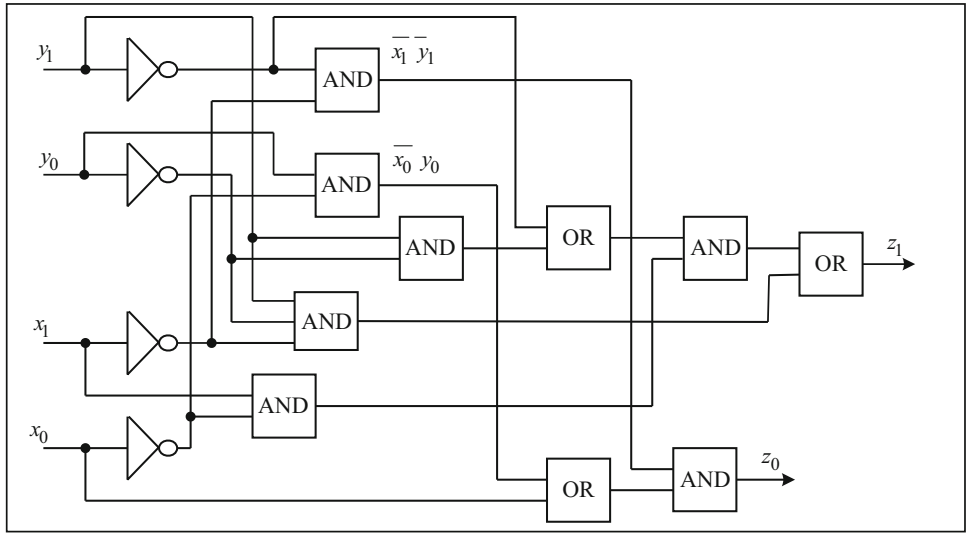 y₁
AND
x̅₁ y̅₁
y₀
AND
x̅₀ y₀
AND
OR
AND
OR
z₁
AND
x₁
AND
x₀
OR
AND
z₀